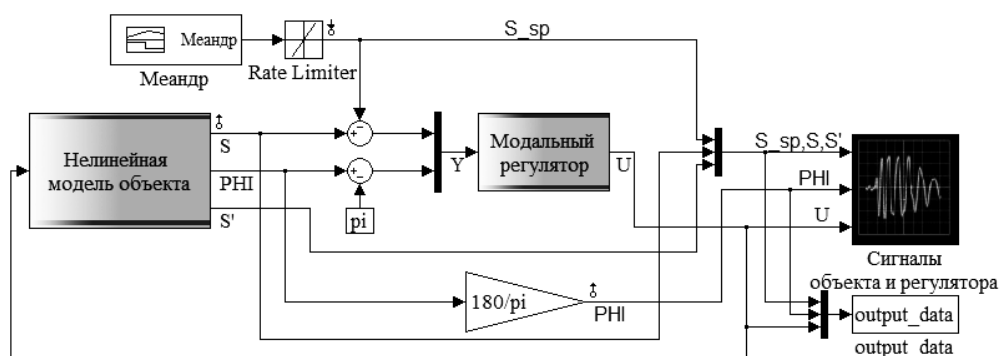 Меандр
Меандр
Rate Limiter
S_sp
Нелинейная
модель объекта
S
PHI
S'
pi
Y
Модальный
регулятор
U
180/pi
PHI
S_sp,S,S'
PHI
U
Сигналы
объекта и регулятора
output_data
output_data